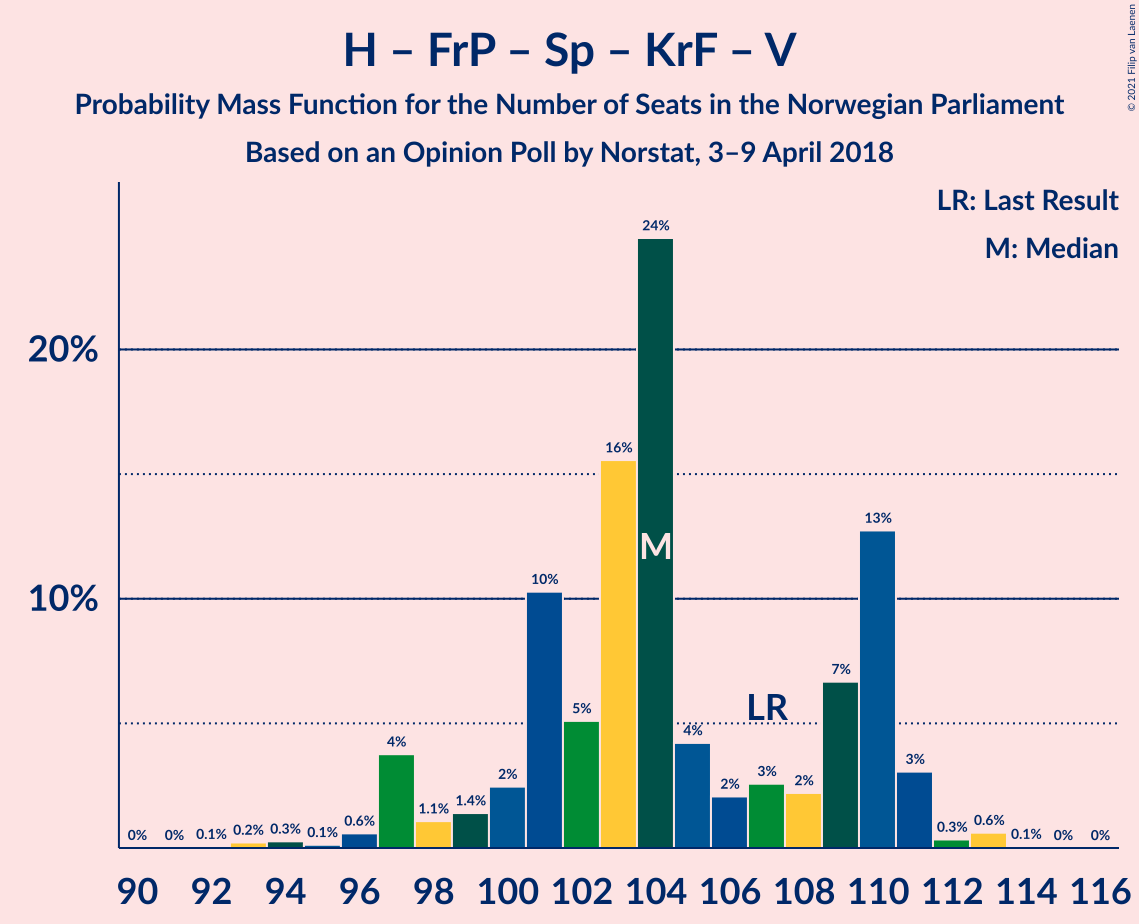 H – FrP – Sp – KrF – V
Probability Mass Function for the Number of Seats in the Norwegian Parliament
Based on an Opinion Poll by Norstat, 3–9 April 2018
© 2021 Filip van Laenen
LR: Last Result
M: Median
20%
10%
0% 0% 0.1% 0.2% 0.3% 0.1% 0.6% 4% 1.1% 1.4% 2% 10% 5% 16% 24% 4% 2% 3% 2% 7% 13% 3% 0.3% 0.6% 0.1% 0% 0%
M
LR
90 92 94 96 98 100 102 104 106 108 110 112 114 116